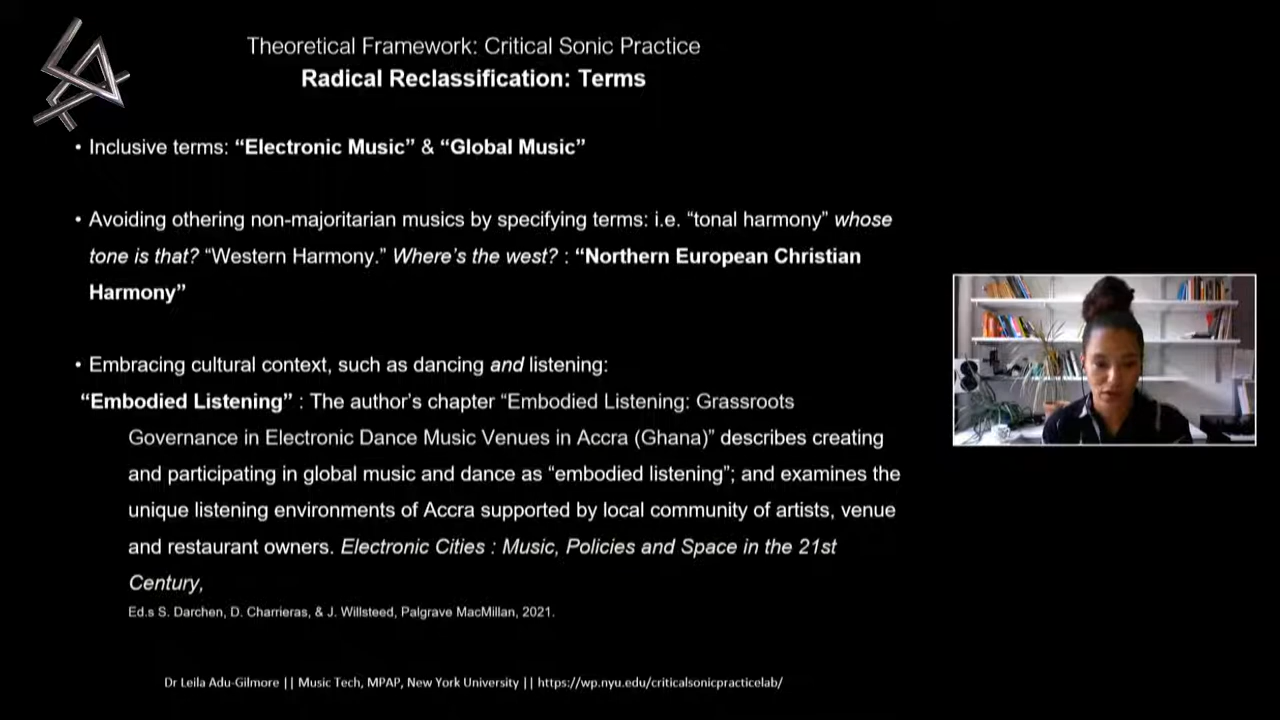 Theoretical Framework: Critical Sonic Practice
Radical Reclassification: Terms
• Inclusive terms: “Electronic Music” & “Global Music”
• Avoiding othering non-majoritarian musics by specifying terms: i.e. “tonal harmony” whose
tone is that? “Western Harmony.” Where’s the west? : “Northern European Christian
Harmony”
• Embracing cultural context, such as dancing and listening:
“Embodied Listening” : The author’s chapter “Embodied Listening: Grassroots
Governance in Electronic Dance Music Venues in Accra (Ghana)” describes creating
and participating in global music and dance as “embodied listening”; and examines the
unique listening environments of Accra supported by local community of artists, venue
and restaurant owners. Electronic Cities : Music, Policies and Space in the 21st
Century,
Ed.s S. Darchen, D. Charrieras, & J. Willsteed, Palgrave MacMillan, 2021.
Dr Leila Adu-Gilmore || Music Tech, MPAP, New York University || https://wp.nyu.edu/criticalsonicpracticelab/